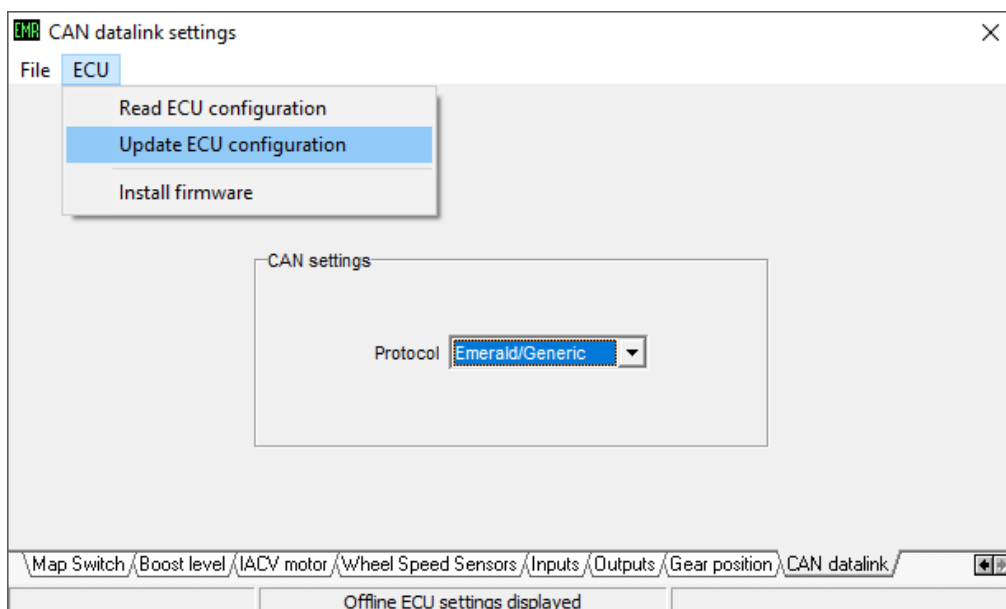 EMR CAN datalink settings
File ECU
Read ECU configuration
Update ECU configuration
Install firmware
CAN settings
Protocol Emerald/Generic
Map Switch Boost level IACV motor Wheel Speed Sensors Inputs Outputs Gear position CAN datalink
Offline ECU settings displayed